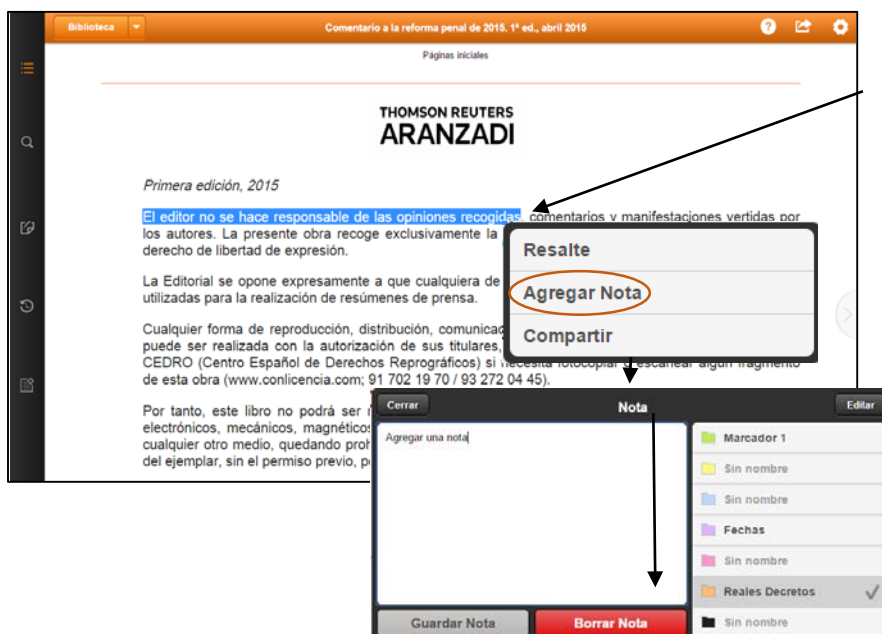 Biblioteca
Comentario a la reforma penal de 2015. 1ª ed., abril 2015
Páginas iniciales
THOMSON REUTERS
ARANZADI
Primera edición, 2015
El editor no se hace responsable de las opiniones recogidas, comentarios y manifestaciones vertidas por
los autores. La presente obra recoge exclusivamente la
derecho de libertad de expresión.
La Editorial se opone expresamente a que cualquiera de
utilizadas para la realización de resúmenes de prensa.
Cualquier forma de reproducción, distribución, comunicac
puede ser realizada con la autorización de sus titulares,
CEDRO (Centro Español de Derechos Reprográficos) si necesita fotocopiar o escanear algún fragmento
de esta obra (www.conlicencia.com; 91 702 19 70 / 93 272 04 45).
Por tanto, este libro no podrá ser
electrónicos, mecánicos, magnético
cualquier otro medio, quedando proh
del ejemplar, sin el permiso previo, p
Resalte
Agregar Nota
Compartir
Cerrar
Nota
Editar
Agregar una nota
Marcador 1
Sin nombre
Sin nombre
Fechas
Sin nombre
Reales Decretos
Sin nombre
Guardar Nota
Borrar Nota